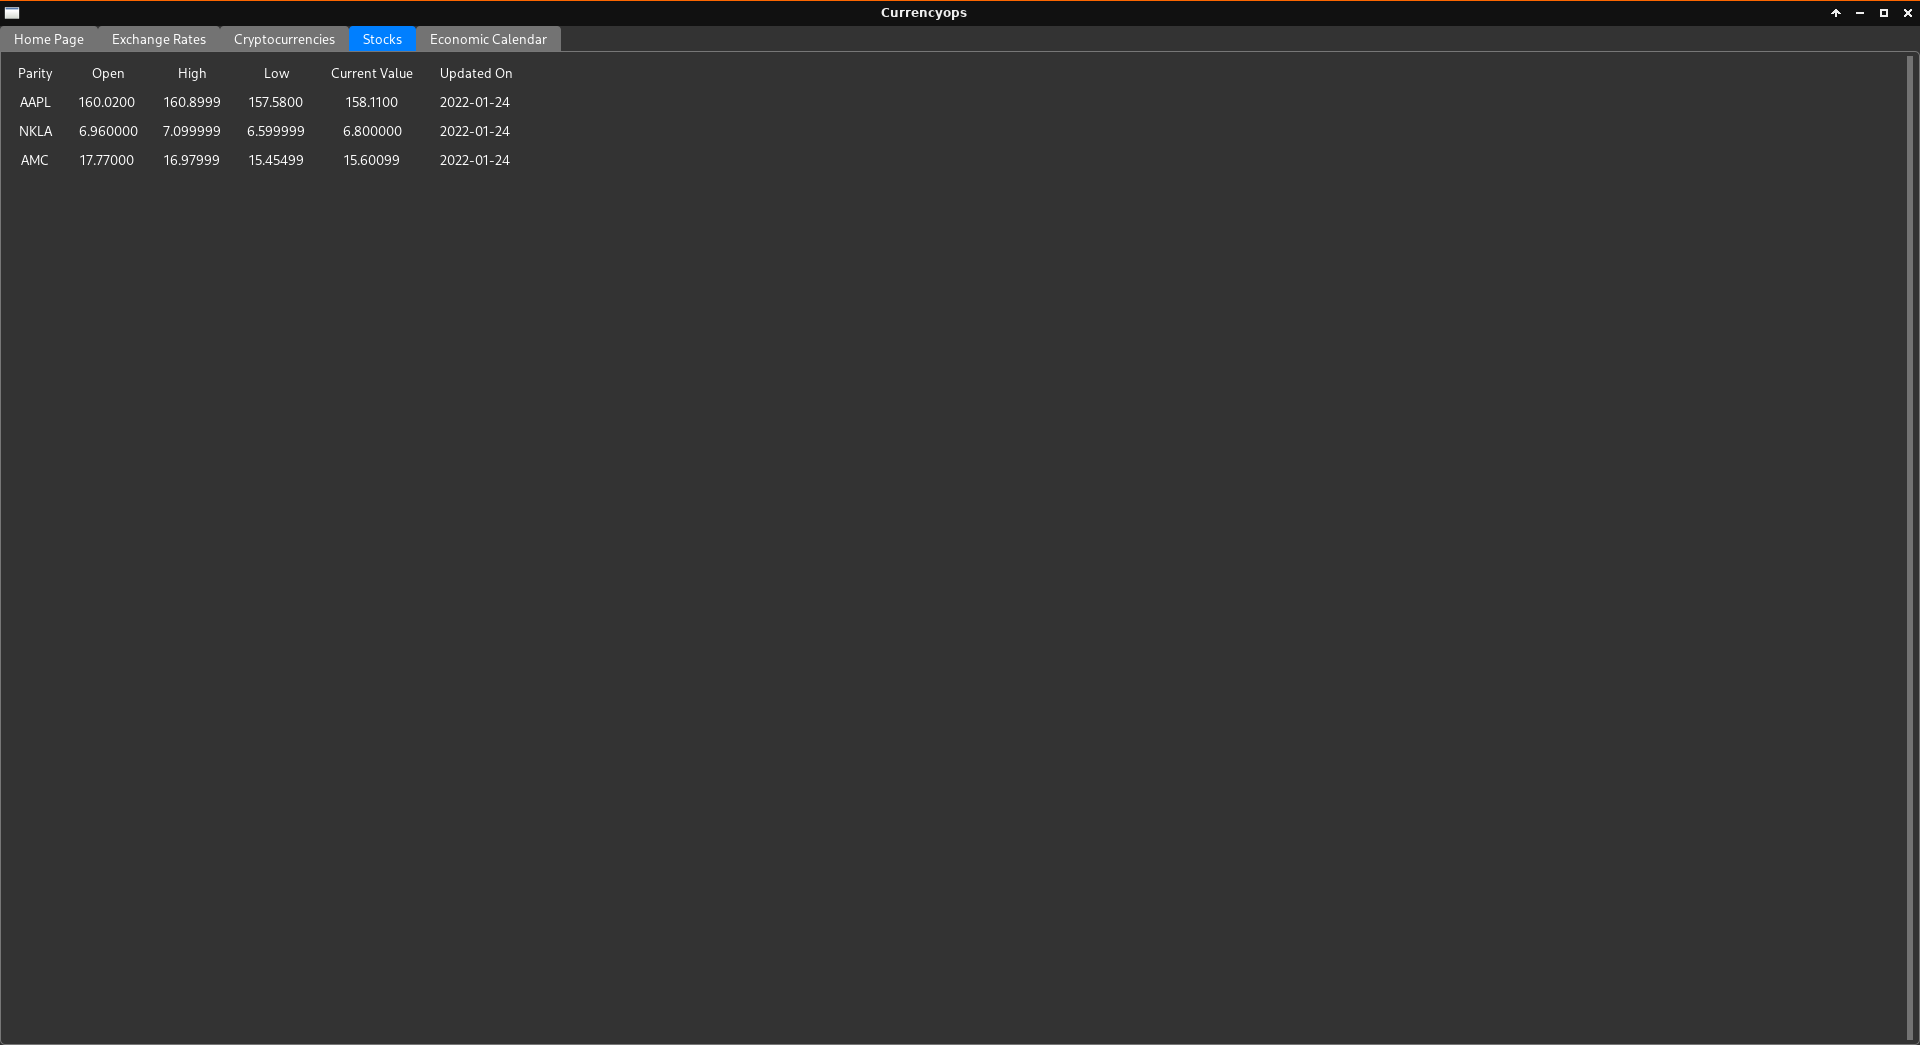 Currencyops
Home Page Exchange Rates Cryptocurrencies Stocks Economic Calendar
Parity Open High Low Current Value Updated On
AAPL 160.0200 160.8999 157.5800 158.1100 2022-01-24
NKLA 6.960000 7.099999 6.599999 6.800000 2022-01-24
AMC 17.77000 16.97999 15.45499 15.60099 2022-01-24